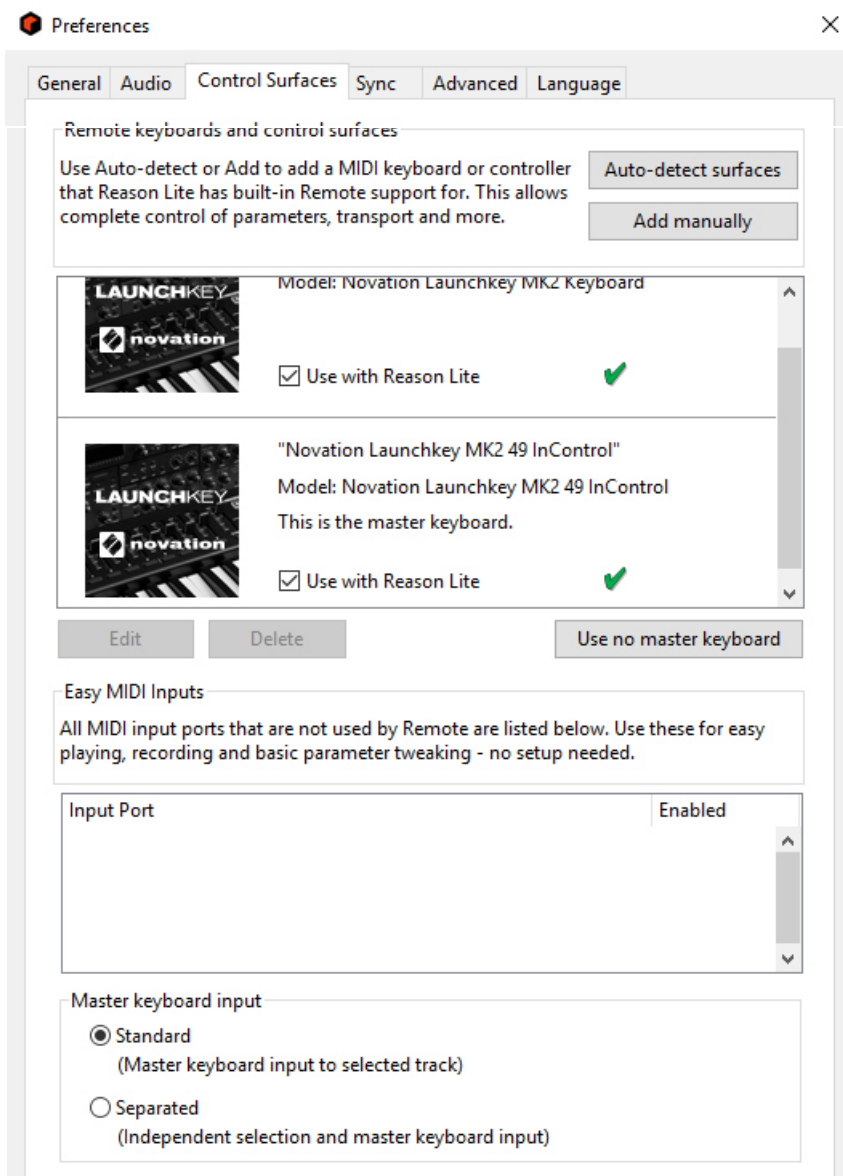 Preferences
General Audio Control Surfaces Sync Advanced Language
Remote keyboards and control surfaces
Use Auto-detect or Add to add a MIDI keyboard or controller
that Reason Lite has built-in Remote support for. This allows
complete control of parameters, transport and more.
Auto-detect surfaces
Add manually
LAUNCHKEY
novation
Model: Novation Launchkey MK2 Keyboard
Use with Reason Lite
LAUNCHKEY
novation
"Novation Launchkey MK2 49 InControl"
Model: Novation Launchkey MK2 49 InControl
This is the master keyboard.
Use with Reason Lite
Edit Delete Use no master keyboard
Easy MIDI Inputs
All MIDI input ports that are not used by Remote are listed below. Use these for easy
playing, recording and basic parameter tweaking - no setup needed.
Input Port Enabled
Master keyboard input
Standard
(Master keyboard input to selected track)
Separated
(Independent selection and master keyboard input)